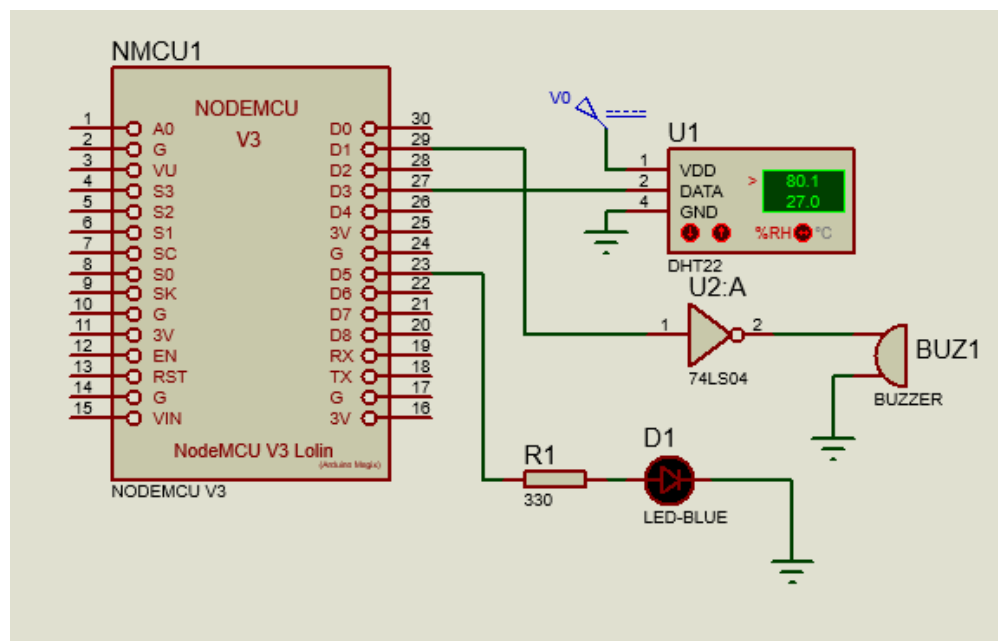 NMCU1
NODEMCU
V3
1 A0 D0 30
2 G D1 29
3 VU D2 28
4 S3 D3 27
5 S2 D4 26
6 S1 3V 25
7 SC G 24
8 S0 D5 23
9 SK D6 22
10 G D7 21
11 3V D8 20
12 EN RX 19
13 RST TX 18
14 G G 17
15 VIN 3V 16
NodeMCU V3 Lolin
(Arduino Magix)
NODEMCU V3
V0
U1
1 VDD
2 DATA
4 GND
> 80.1
27.0
%RH °C
DHT22
U2:A
1 2
74LS04
BUZ1
BUZZER
R1
330
D1
LED-BLUE